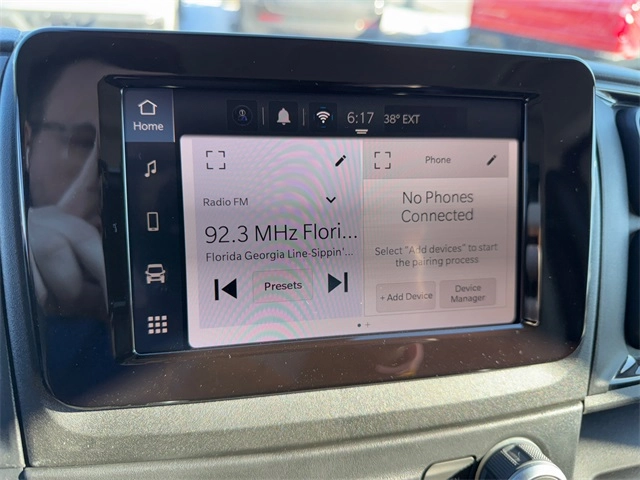 6:17 38° EXT
Home
Radio FM
92.3 MHz Flori...
Florida Georgia Line-Sippin'...
Presets
Phone
No Phones
Connected
Select "Add devices" to start
the pairing process
+ Add Device
Device
Manager